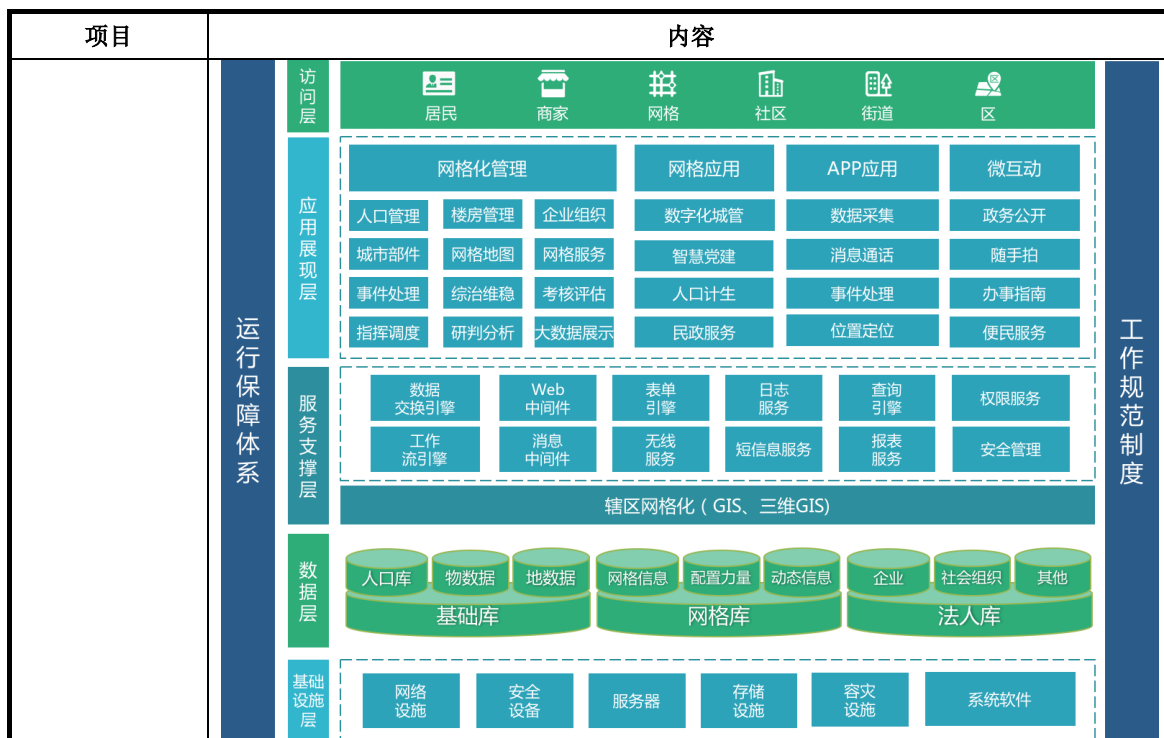 项目
内容
运行保障体系
工作规范制度
访问层
居民
商家
网格
社区
街道
区
应用展现层
网格化管理
网格应用
APP应用
微互动
人口管理
楼房管理
企业组织
数字化城管
数据采集
政务公开
城市部件
网格地图
网格服务
智慧党建
消息通话
随手拍
事件处理
综治维稳
考核评估
人口计生
事件处理
办事指南
指挥调度
研判分析
大数据展示
民政服务
位置定位
便民服务
服务支撑层
数据
交换引擎
Web
中间件
表单
引擎
日志
服务
查询
引擎
权限服务
工作
流引擎
消息
中间件
无线
服务
短信息服务
报表
服务
安全管理
辖区网格化 ( GIS、三维GIS)
数据层
人口库
物数据
地数据
基础库
网格信息
配置力量
动态信息
网格库
企业
社会组织
其他
法人库
基础
设施
层
网络
设施
安全
设备
服务器
存储
设施
容灾
设施
系统软件